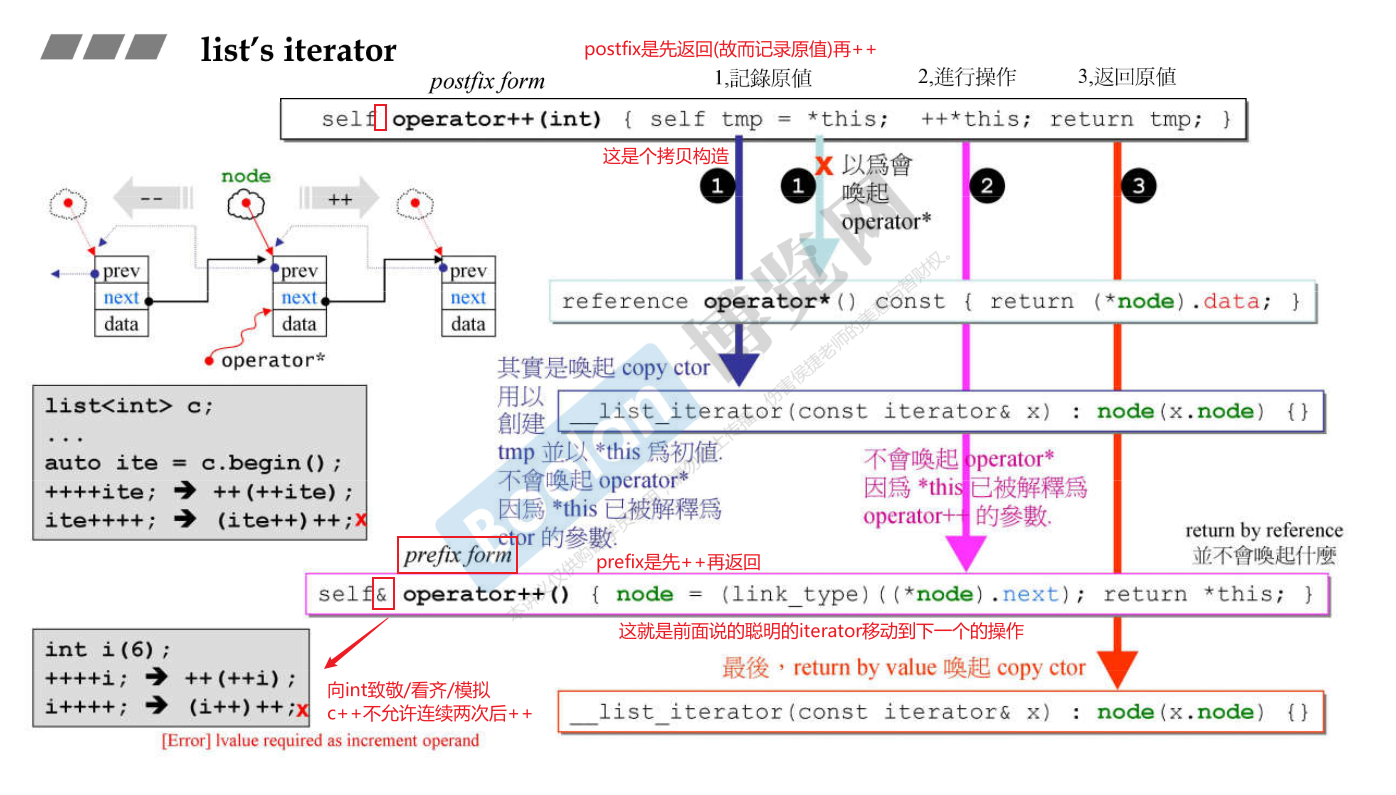 list's iterator
postfix是先返回(故而记录原值)再++
postfix form
1,記錄原值
2,進行操作
3,返回原値
self operator++(int) { self tmp = *this; ++*this; return tmp; }
这是个拷贝构造
1
1
x
以爲會
喚起
operator*
2
3
node
--
++
prev
next
data
prev
next
data
prev
next
data
operator*
reference operator*() const { return (*node).data; }
其實是喚起 copy ctor
用以
創建
tmp 並以 *this 爲初値.
不會喚起 operator*
因爲 *this 已被解釋爲
ctor 的參數.
__list_iterator(const iterator& x) : node(x.node) {}
不會喚起 operator*
因爲 *this 已被解釋爲
operator++ 的參數.
list<int> c;
...
auto ite = c.begin();
++++ite; ➔ ++(++ite);
ite++++; ➔ (ite++)++;x
return by reference
並不會喚起什麼
prefix form
prefix是先++再返回
self& operator++() { node = (link_type)((*node).next); return *this; }
这就是前面说的聪明的iterator移动到下一个的操作
int i(6);
++++i; ➔ ++(++i);
i++++; ➔ (i++)++;x
向int致敬/看齐/模拟
c++不允许连续两次后++
[Error] lvalue required as increment operand
最後，return by value 喚起 copy ctor
__list_iterator(const iterator& x) : node(x.node) {}
Boolan
博览网